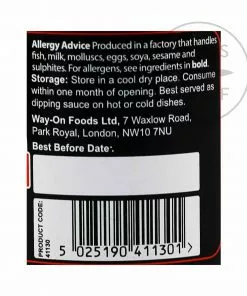 Allergy Advice Produced in a factory that handles
fish, milk, molluscs, eggs, soya, sesame and
sulphites. For allergens, see ingredients in bold.
Storage: Store in a cool dry place. Consume
within one month of opening. Best served as
dipping sauce on hot or cold dishes.
Way-On Foods Ltd, 7 Waxlow Road,
Park Royal, London, NW10 7NU
Best Before Date:
PRODUCT CODE:
41130
5 025190 411301 >